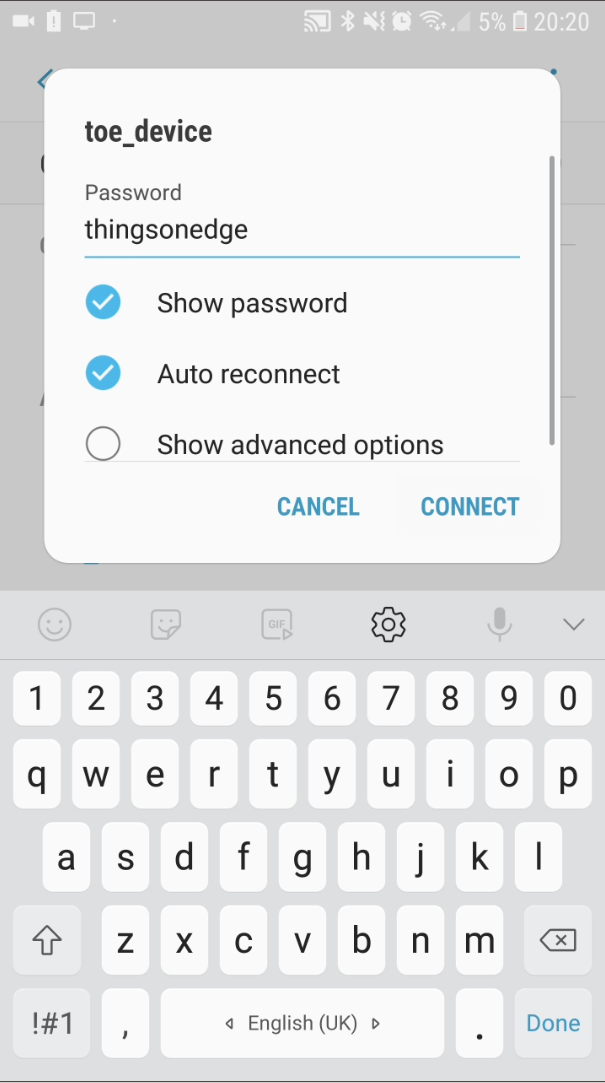 5% 20:20
toe_device
Password
thingsonedge
Show password
Auto reconnect
Show advanced options
CANCEL CONNECT
GIF
1 2 3 4 5 6 7 8 9 0
q w e r t y u i o p
a s d f g h j k l
z x c v b n m
!#1 , English (UK) . Done